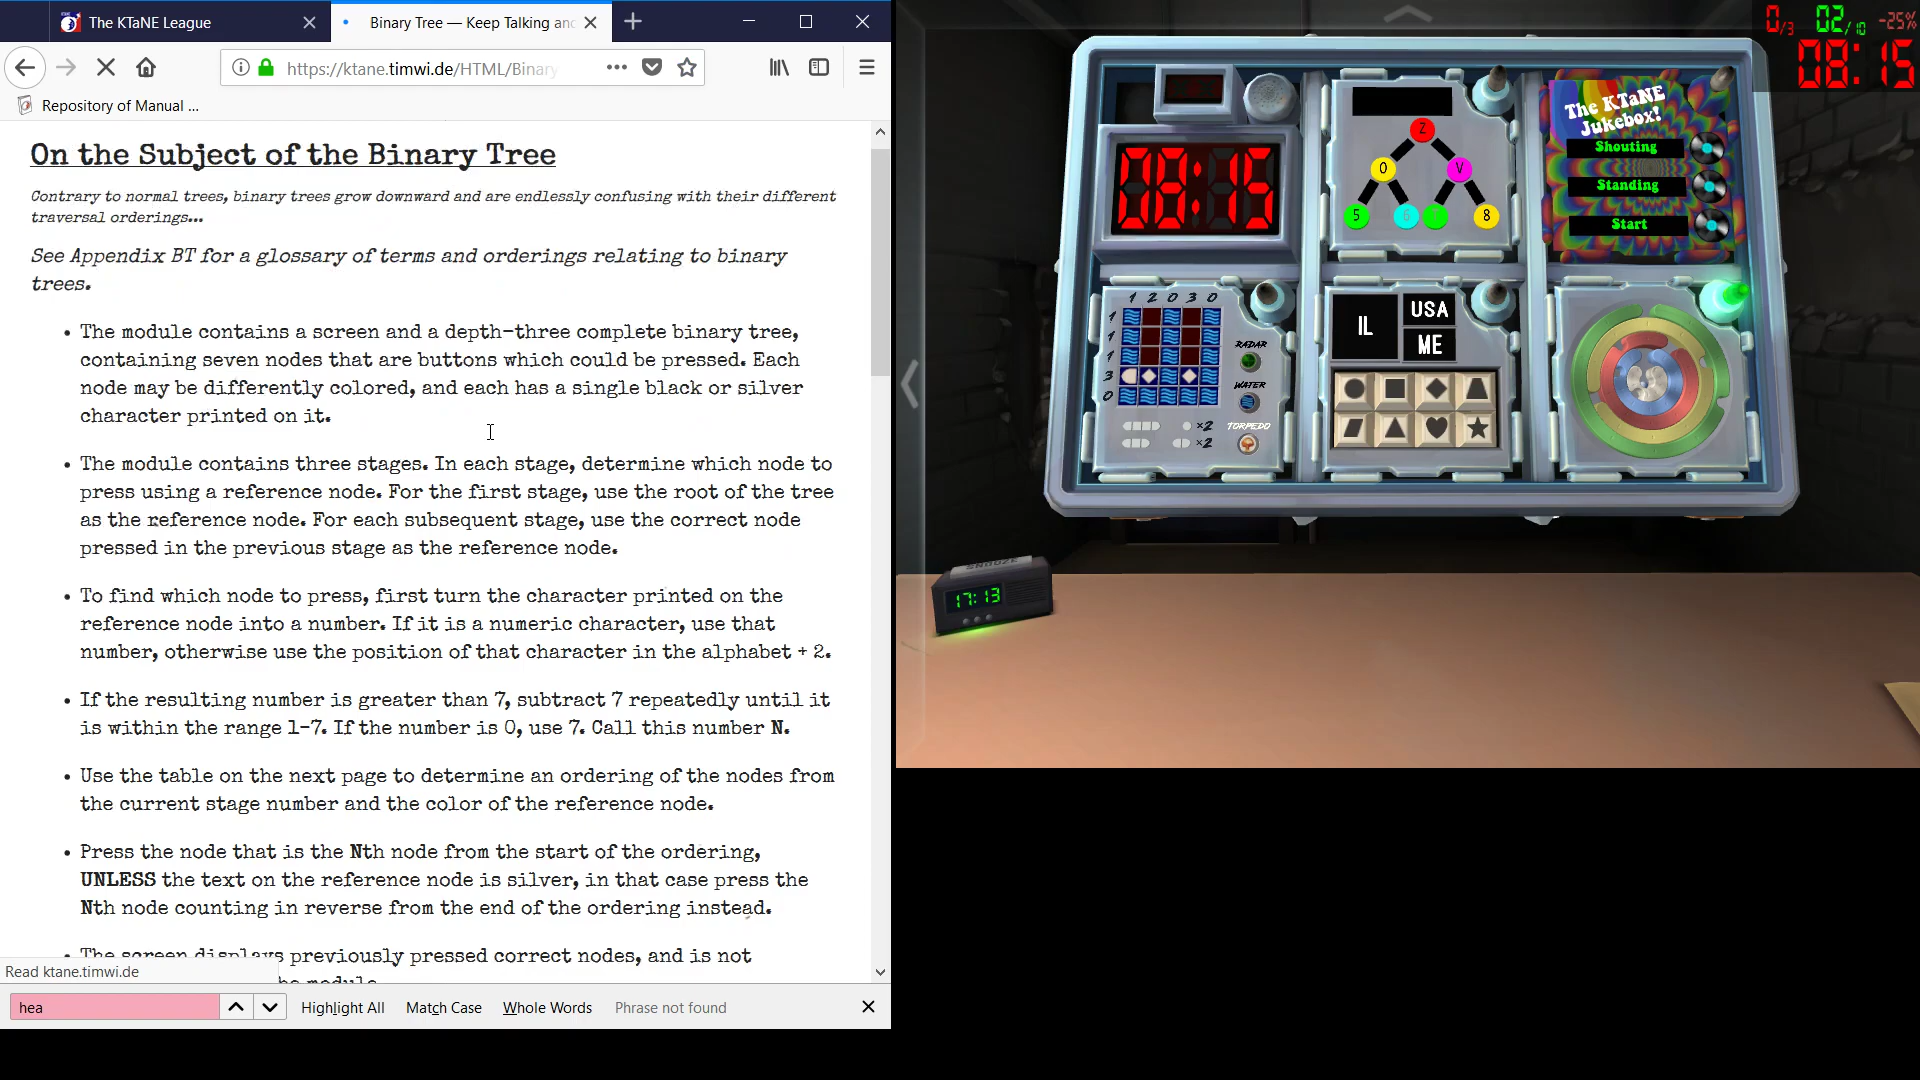 The KTaNE League
Binary Tree — Keep Talking and
https://ktane.timwi.de/HTML/Binary
Repository of Manual ...
On the Subject of the Binary Tree
Contrary to normal trees, binary trees grow downward and are endlessly confusing with their different
traversal orderings...
See Appendix BT for a glossary of terms and orderings relating to binary
trees.
• The module contains a screen and a depth-three complete binary tree,
containing seven nodes that are buttons which could be pressed. Each
node may be differently colored, and each has a single black or silver
character printed on it.
• The module contains three stages. In each stage, determine which node to
press using a reference node. For the first stage, use the root of the tree
as the reference node. For each subsequent stage, use the correct node
pressed in the previous stage as the reference node.
• To find which node to press, first turn the character printed on the
reference node into a number. If it is a numeric character, use that
number, otherwise use the position of that character in the alphabet + 2.
• If the resulting number is greater than 7, subtract 7 repeatedly until it
is within the range 1-7. If the number is 0, use 7. Call this number N.
• Use the table on the next page to determine an ordering of the nodes from
the current stage number and the color of the reference node.
• Press the node that is the Nth node from the start of the ordering,
UNLESS the text on the reference node is silver, in that case press the
Nth node counting in reverse from the end of the ordering instead.
• The screen displays previously pressed correct nodes, and is not
Read ktane.timwi.de
hea
Highlight All
Match Case
Whole Words
Phrase not found
0/3
02/10
-25%
08:15
08:15
Z
O
V
5
6
8
The KTaNE
Jukebox!
Shouting
Standing
Start
1 2 0 3 0
1
1
1
3
0
RADAR
WATER
TORPEDO
×2
×2
IL
USA
ME
SNOOZE
17:13